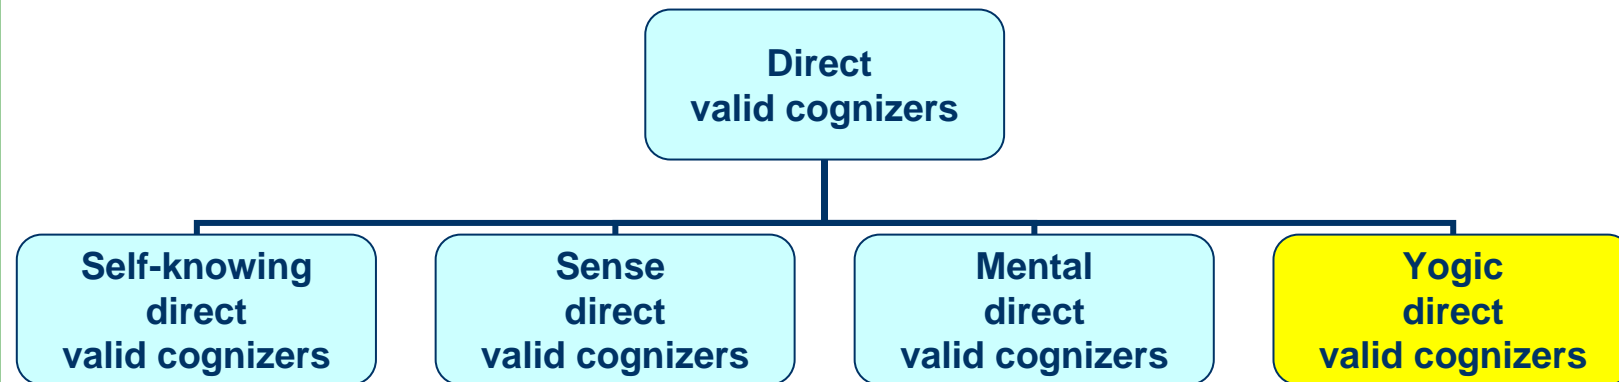 Direct
valid cognizers
Self-knowing
direct
valid cognizers
Sense
direct
valid cognizers
Mental
direct
valid cognizers
Yogic
direct
valid cognizers